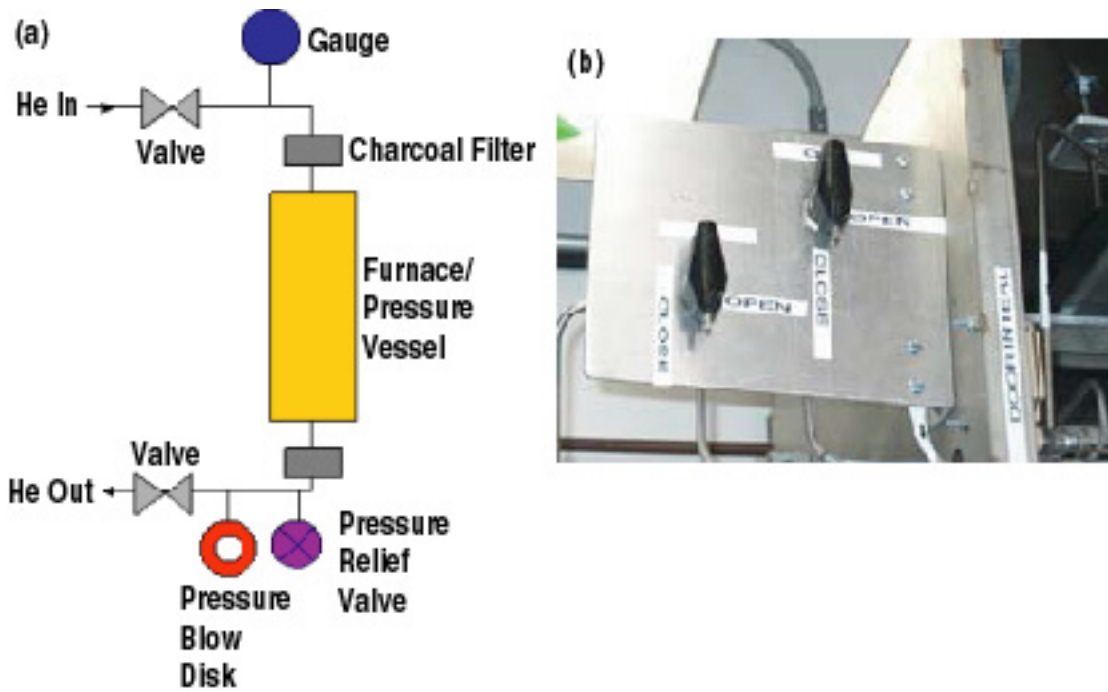 (a)
Gauge
He In
Valve
Charcoal Filter
Furnace/
Pressure
Vessel
Valve
He Out
Pressure
Relief
Valve
Pressure
Blow
Disk
(b)
OPEN
CLOSE
OPEN
CLOSE